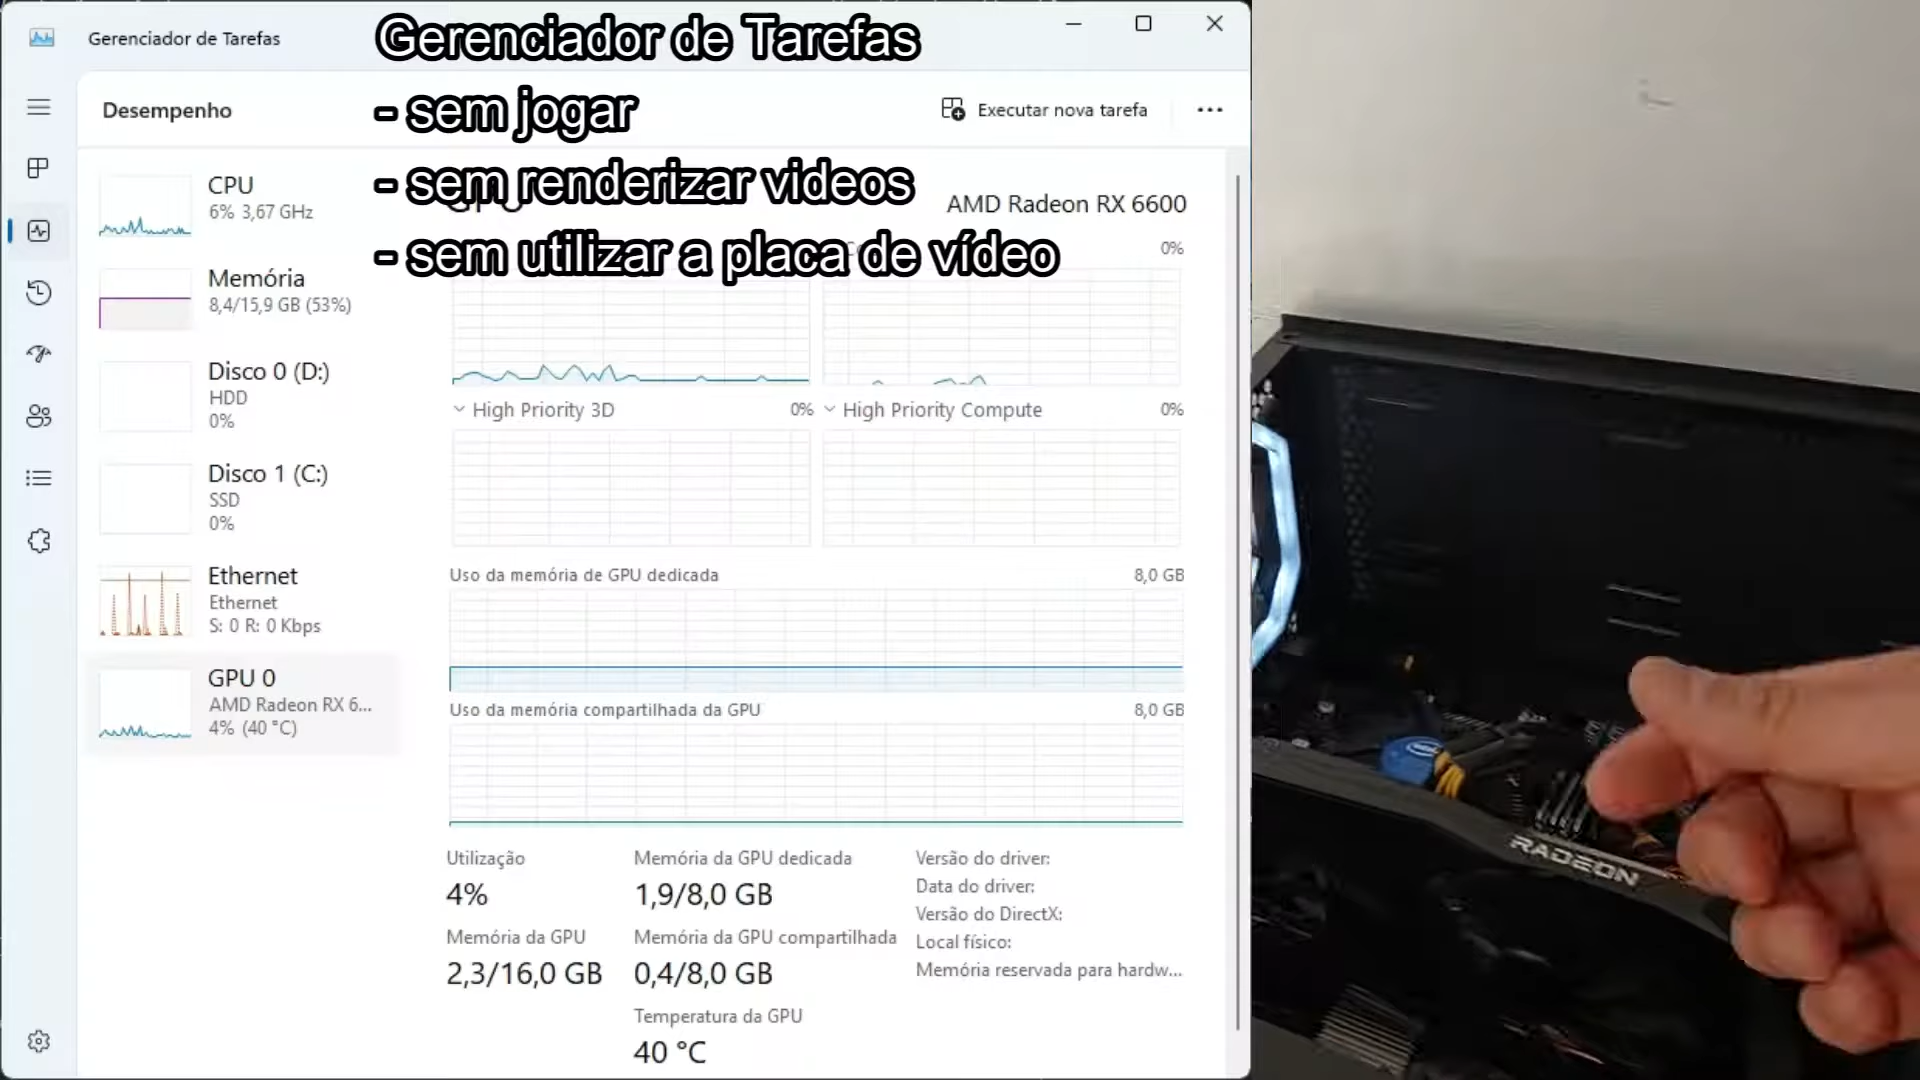 Gerenciador de Tarefas
Gerenciador de Tarefas
- sem jogar
- sem renderizar videos
- sem utilizar a placa de vídeo
Desempenho
Executar nova tarefa
CPU
6% 3,67 GHz
Memória
8,4/15,9 GB (53%)
Disco 0 (D:)
HDD
0%
Disco 1 (C:)
SSD
0%
Ethernet
Ethernet
S: 0 R: 0 Kbps
GPU 0
AMD Radeon RX 6...
4% (40 °C)
AMD Radeon RX 6600
0%
High Priority 3D 0%
High Priority Compute 0%
Uso da memória de GPU dedicada 8,0 GB
Uso da memória compartilhada da GPU 8,0 GB
Utilização
4%
Memória da GPU dedicada
1,9/8,0 GB
Memória da GPU
2,3/16,0 GB
Memória da GPU compartilhada
0,4/8,0 GB
Temperatura da GPU
40 °C
Versão do driver:
Data do driver:
Versão do DirectX:
Local físico:
Memória reservada para hardw...
RADEON